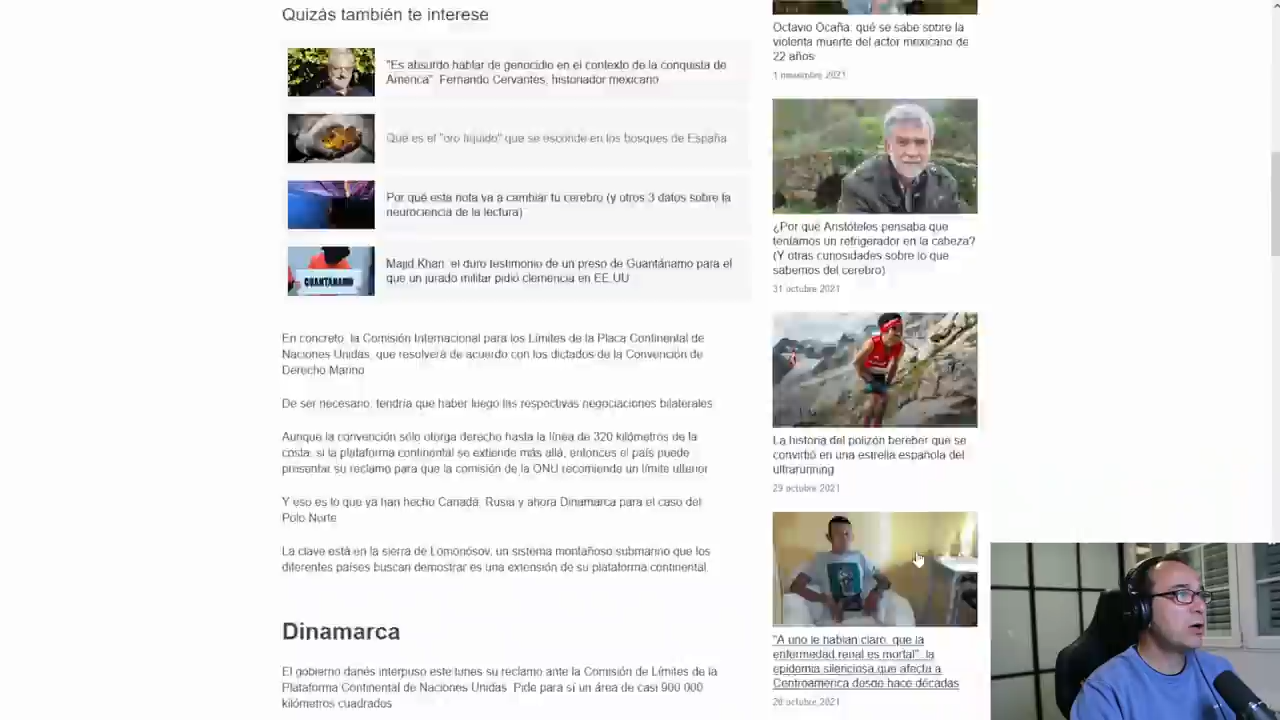 Quizás también te interese
"Es absurdo hablar de genocidio en el contexto de la conquista de
América". Fernando Cervantes, historiador mexicano
Qué es el "oro líquido" que se esconde en los bosques de España
Por qué esta nota va a cambiar tu cerebro (y otros 3 datos sobre la
neurociencia de la lectura)
GUANTÁNAMO
Majid Khan: el duro testimonio de un preso de Guantánamo para el
que un jurado militar pidió clemencia en EE.UU
En concreto, la Comisión Internacional para los Límites de la Placa Continental de
Naciones Unidas, que resolverá de acuerdo con los dictados de la Convención de
Derecho Marino
De ser necesario, tendría que haber luego las respectivas negociaciones bilaterales
Aunque la convención sólo otorga derecho hasta la línea de 320 kilómetros de la
costa, si la plataforma continental se extiende más allá, entonces el país puede
presentar su reclamo para que la comisión de la ONU recomiende un límite ulterior
Y eso es lo que ya han hecho Canadá, Rusia y ahora Dinamarca para el caso del
Polo Norte
La clave está en la sierra de Lomonósov, un sistema montañoso submarino que los
diferentes países buscan demostrar es una extensión de su plataforma continental.
Dinamarca
El gobierno danés interpuso este lunes su reclamo ante la Comisión de Límites de la
Plataforma Continental de Naciones Unidas. Pide para sí un área de casi 900 000
kilómetros cuadrados
Octavio Ocaña: qué se sabe sobre la
violenta muerte del actor mexicano de
22 años
1 noviembre 2021
¿Por qué Aristóteles pensaba que
teníamos un refrigerador en la cabeza?
(Y otras curiosidades sobre lo que
sabemos del cerebro)
31 octubre 2021
La historia del polizón bereber que se
convirtió en una estrella española del
ultrarunning
29 octubre 2021
"A uno le hablan claro, que la
enfermedad renal es mortal": la
epidemia silenciosa que afecta a
Centroamérica desde hace décadas
26 octubre 2021